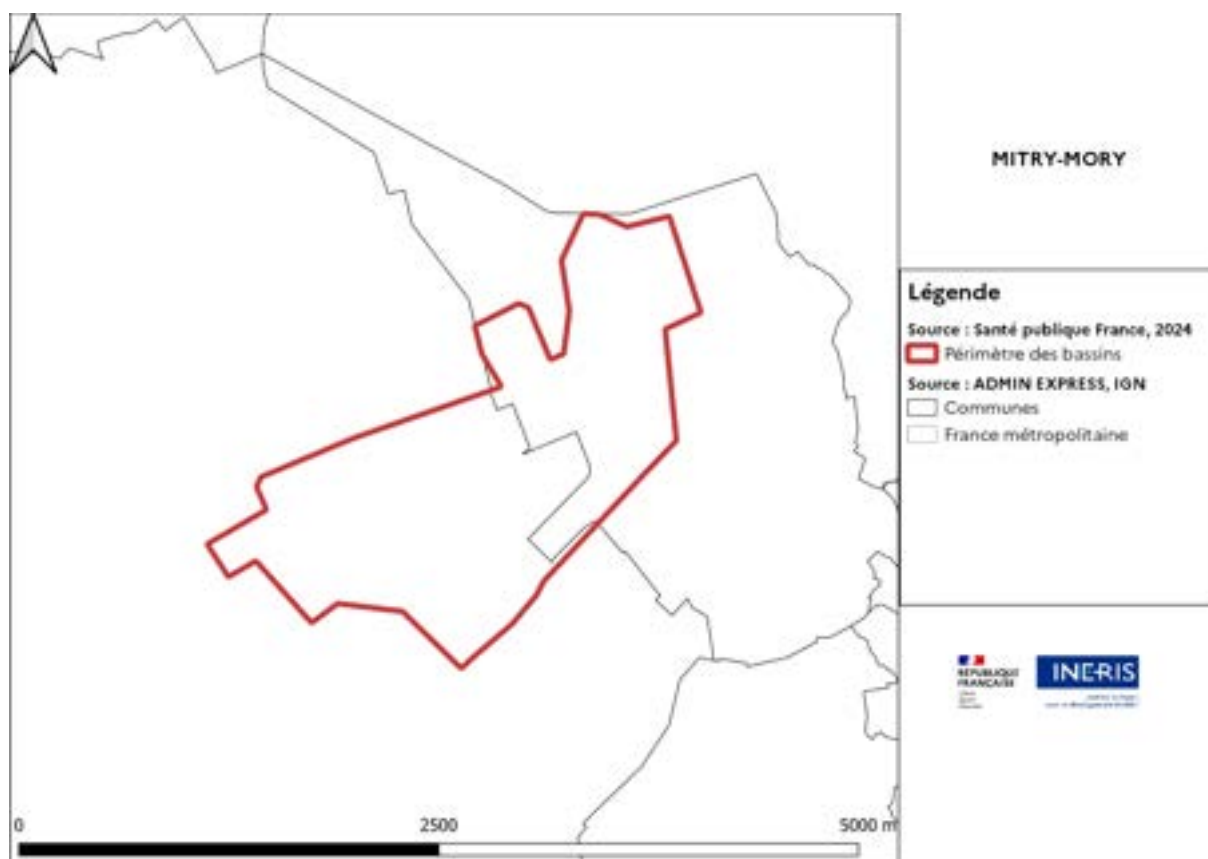 MITRY-MORY
Légende
Source : Santé publique France, 2024
Périmètre des bassins
Source : ADMIN EXPRESS, IGN
Communes
France métropolitaine
RÉPUBLIQUE
FRANÇAISE
INERIS
0
2500
5000 m